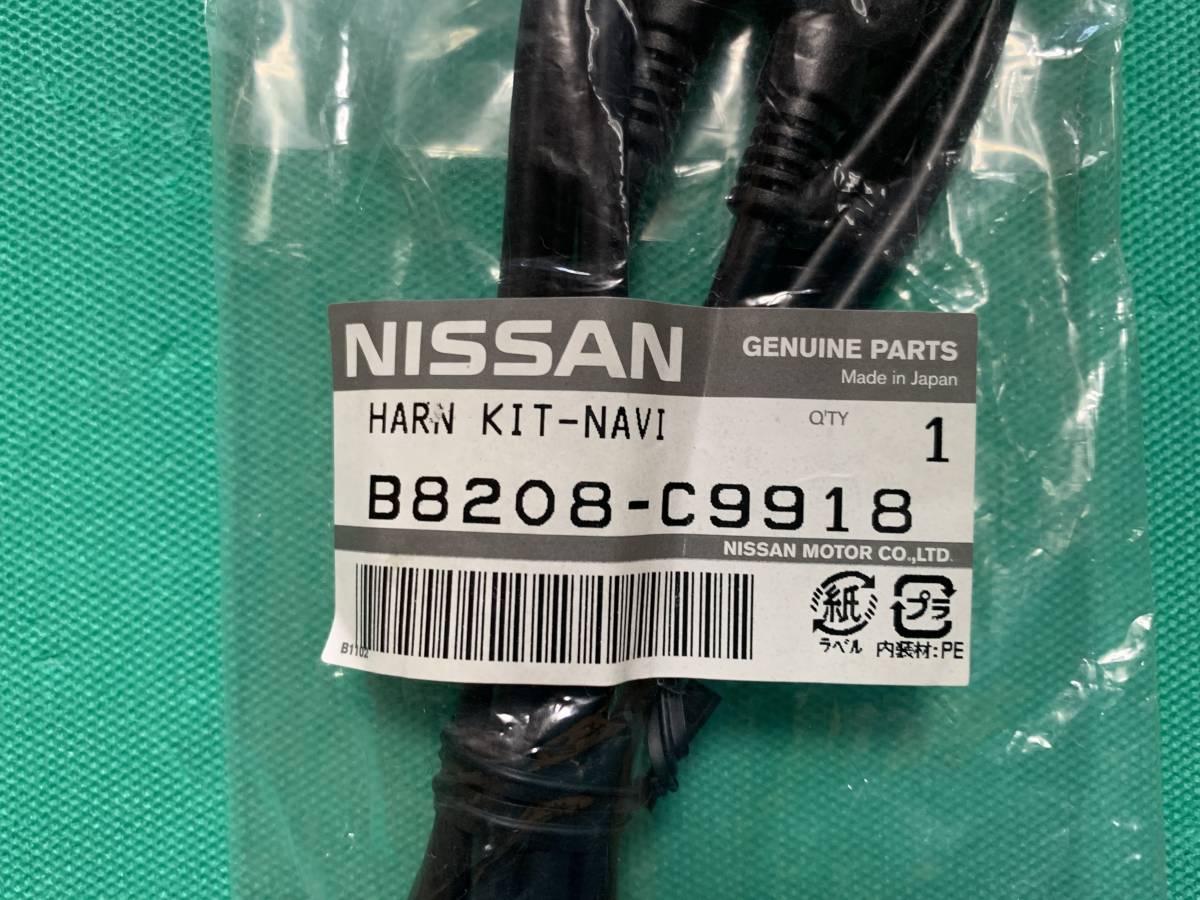 NISSAN
GENUINE PARTS
Made in Japan
HARN KIT-NAVI
Q'TY 1
B8208-C9918
NISSAN MOTOR CO.,LTD.
B1102
紙 プラ
ラベル 内装材:PE